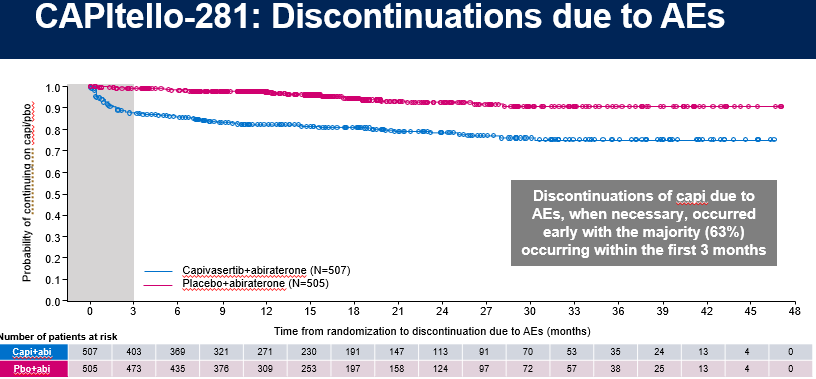 CAPItello-281: Discontinuations due to AEs
Probability of continuing on capi/pbo
1.0
0.9
0.8
0.7
0.6
0.5
0.4
0.3
0.2
0.1
0.0
Discontinuations of capi due to
AEs, when necessary, occurred
early with the majority (63%)
occurring within the first 3 months
Capivasertib+abiraterone (N=507)
Placebo+abiraterone (N=505)
0 3 6 9 12 15 18 21 24 27 30 33 36 39 42 45 48
Time from randomization to discontinuation due to AEs (months)
Number of patients at risk
Capi+abi 507 403 369 321 271 230 191 147 113 91 70 53 35 24 13 4 0
Pbo+abi 505 473 435 376 309 253 197 158 124 97 72 57 38 25 13 4 0